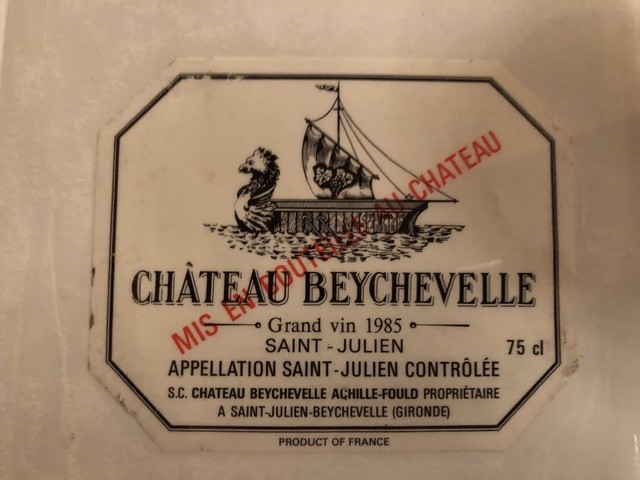 MIS EN BOUTEILLE AU CHATEAU
CHÂTEAU BEYCHEVELLE
Grand vin 1985
SAINT-JULIEN
75 cl
APPELLATION SAINT-JULIEN CONTRÔLÉE
S.C. CHATEAU BEYCHEVELLE ACHILLE-FOULD PROPRIÉTAIRE
A SAINT-JULIEN-BEYCHEVELLE (GIRONDE)
PRODUCT OF FRANCE